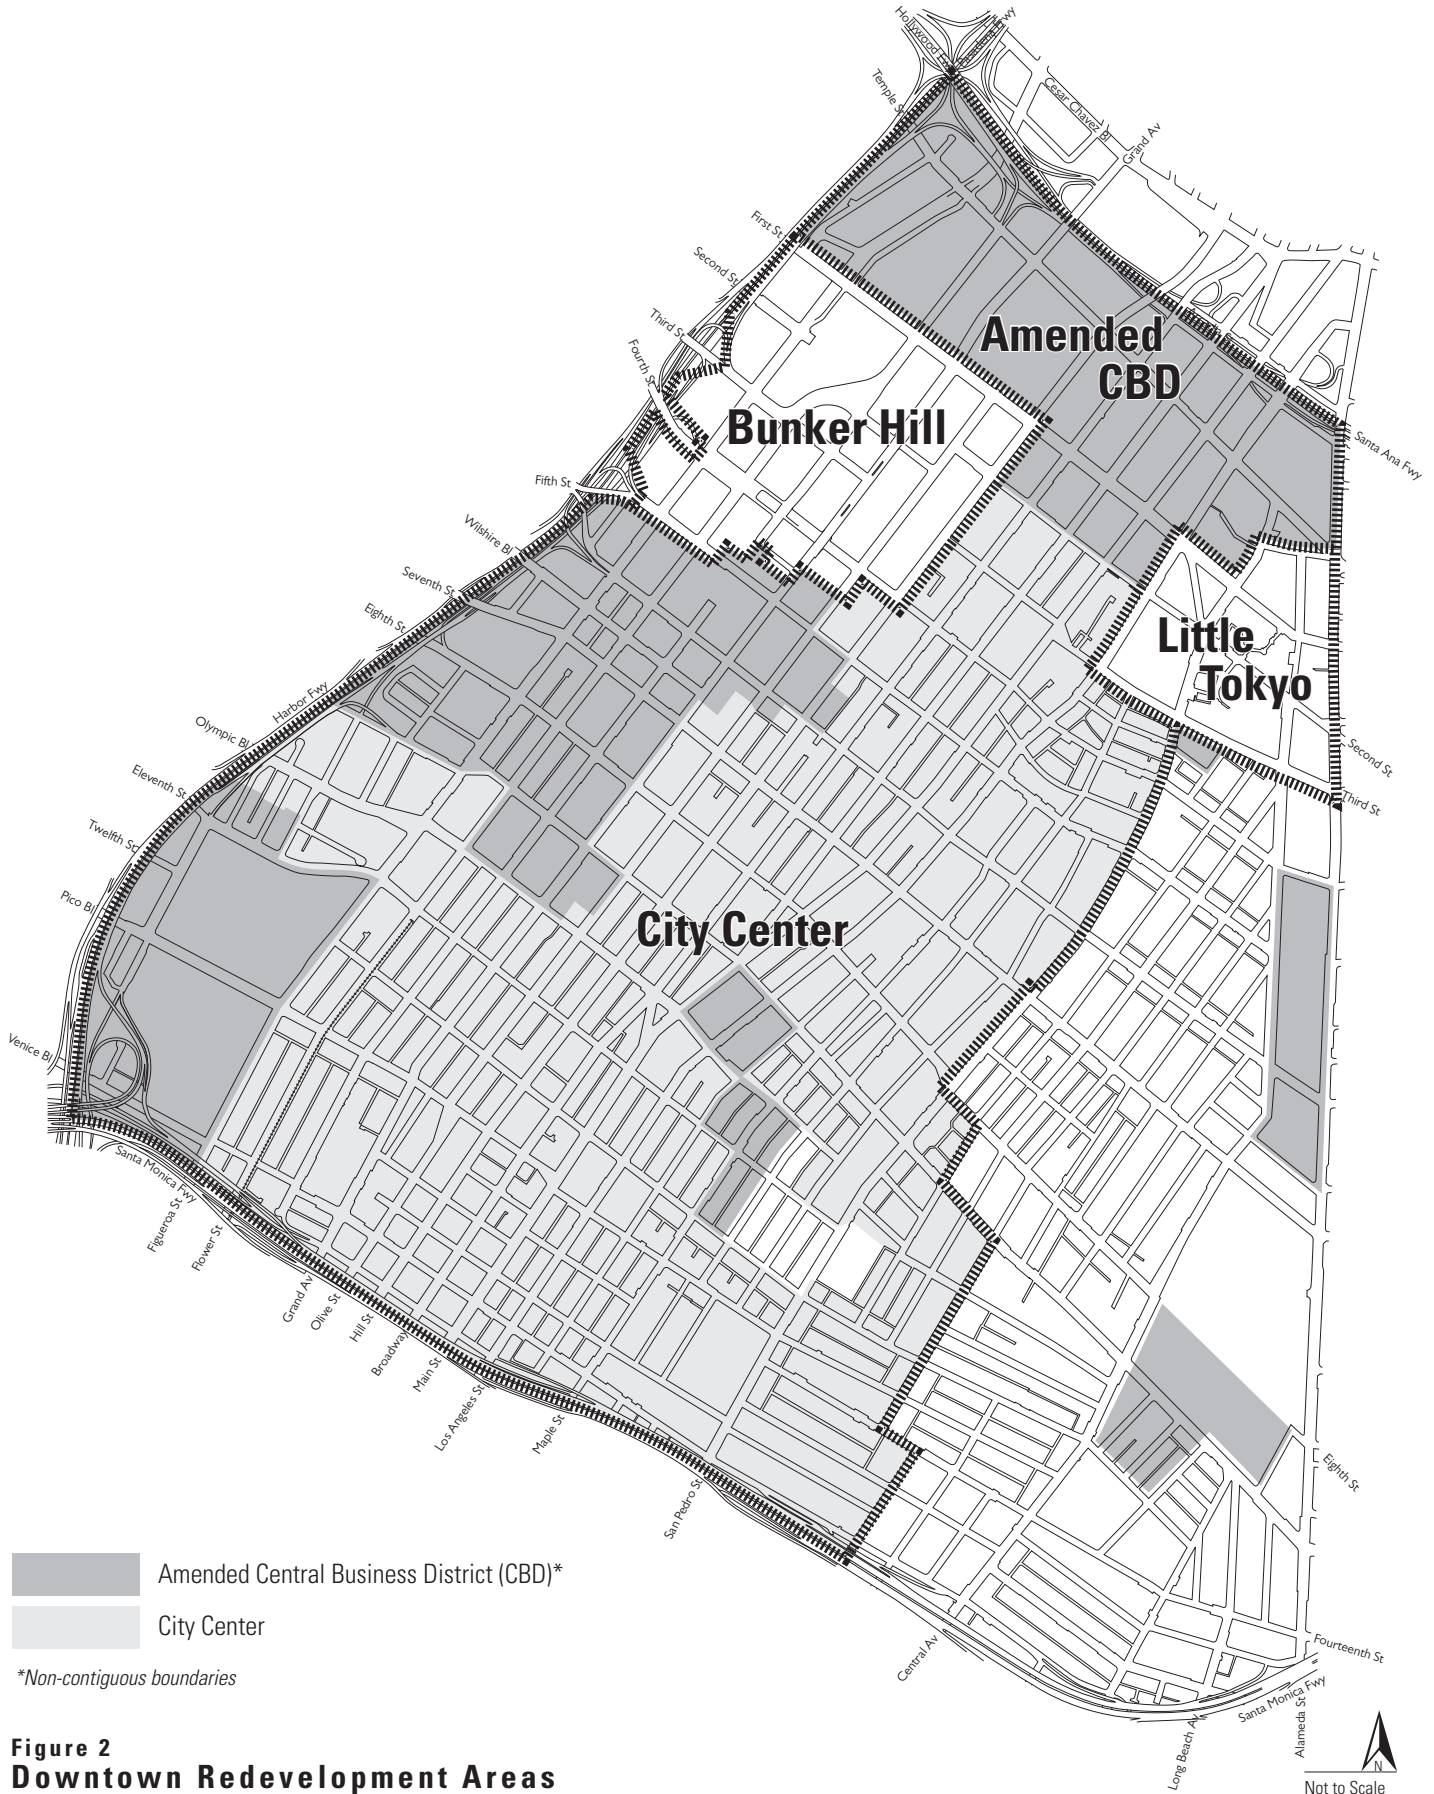 Hollywood
Pasadena Frwy
Temple St
Cesar Chavez Bl
Grand Av
First St
Second St
Third St
Fourth St
Amended
CBD
Bunker Hill
Santa Ana Fwy
Fifth St
Wilshire Bl
Seventh St
Eighth St
Little
Tokyo
Harbor Fwy
Olympic Bl
Second St
Eleventh St
Third St
Twelfth St
Pico Bl
City Center
Venice Bl
Santa Monica Fwy
Figueroa St
Flower St
Grand Av
Olive St
Hill St
Broadway
Main St
Los Angeles St
Maple St
San Pedro St
Eighth St
Amended Central Business District (CBD)*
City Center
*Non-contiguous boundaries
Central Av
Fourteenth St
Santa Monica Fwy
Long Beach Av
Alameda St
Figure 2
Downtown Redevelopment Areas
N
Not to Scale